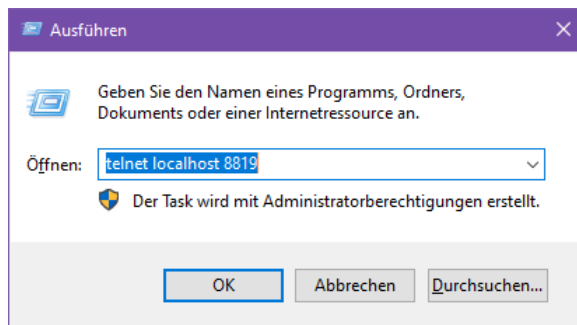 Ausführen
Geben Sie den Namen eines Programms, Ordners,
Dokuments oder einer Internetressource an.
Öffnen: telnet localhost 8819
Der Task wird mit Administratorberechtigungen erstellt.
OK Abbrechen Durchsuchen...